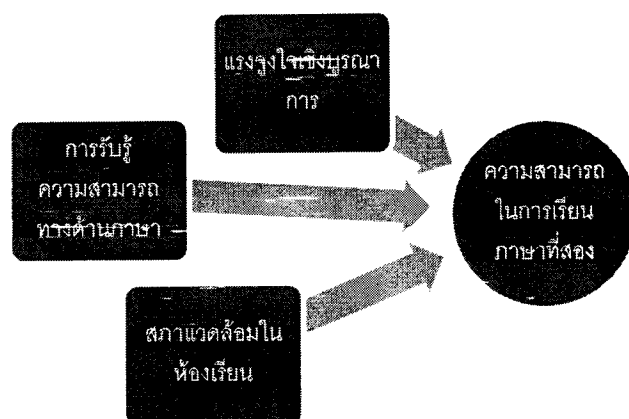 แรงจูงใจเชิงบูรณา
การ
การรับรู้
ความสามารถ
ทางด้านภาษา
ความสามารถ
ในการเรียน
ภาษาที่สอง
สภาแวดล้อมใน
ห้องเรียน